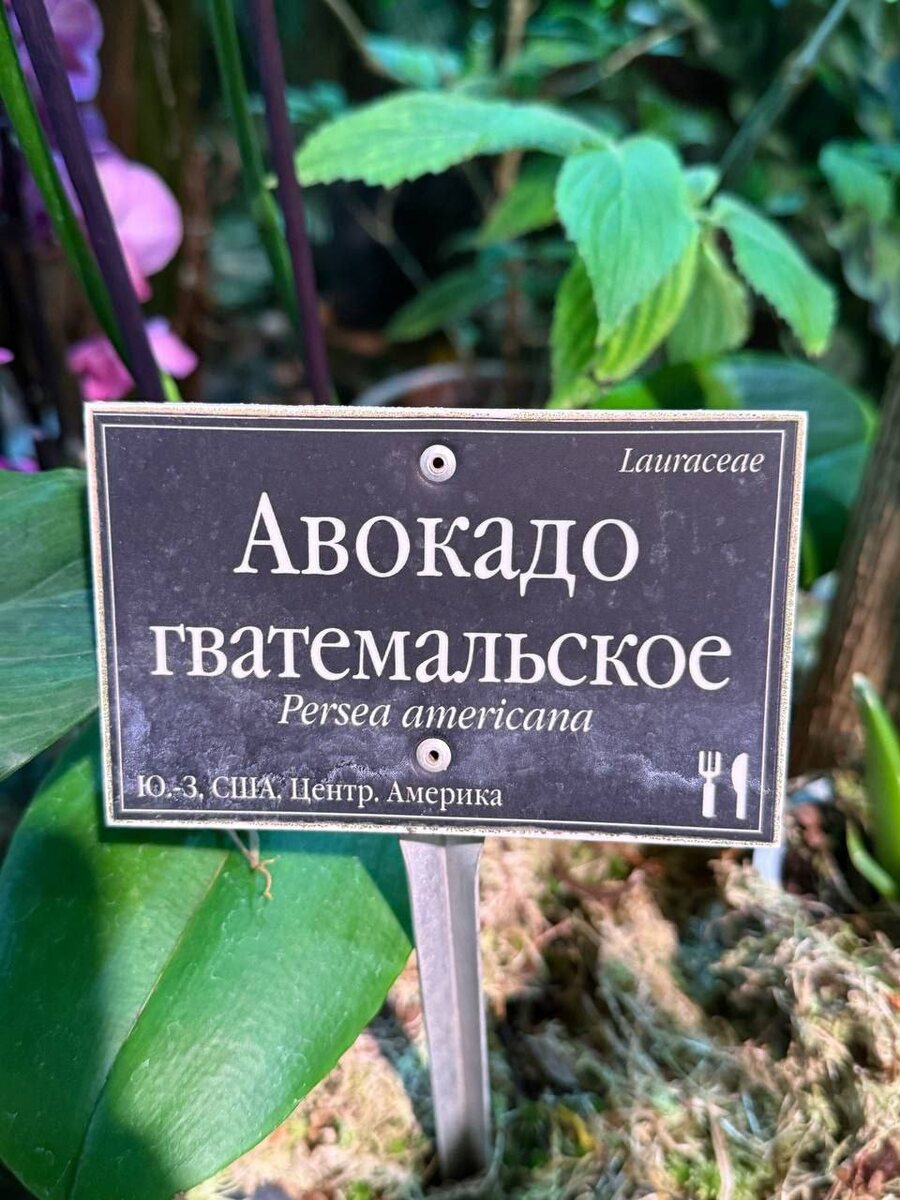 Lauraceae
Авокадо
гватемальское
Persea americana
Ю.-З. США. Центр. Америка